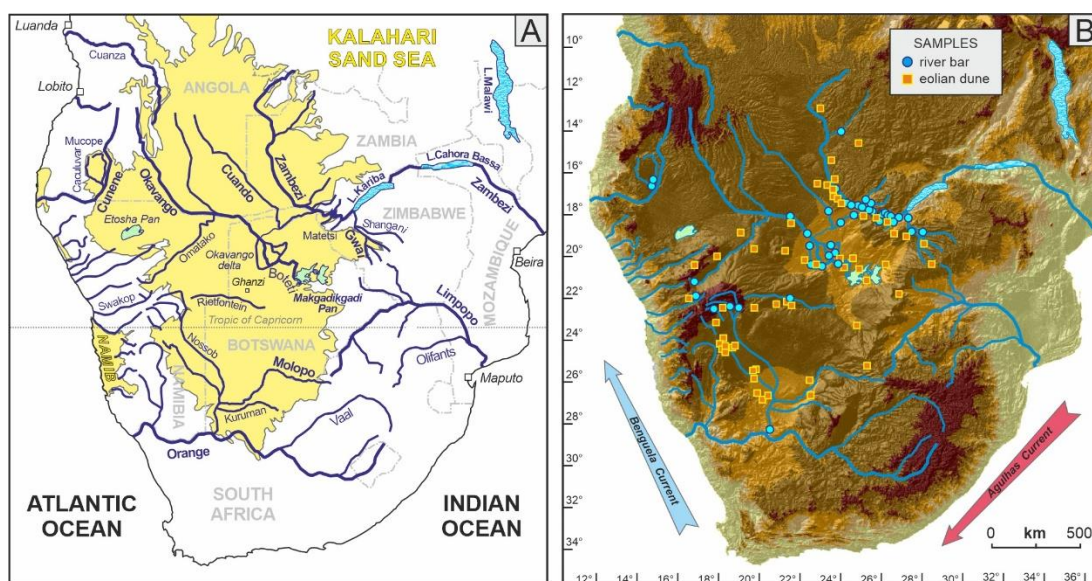 A
Luanda
Cuanza
KALAHARI
SAND SEA
ANGOLA
L.Malawi
Lobito
ZAMBIA
Mucope
Caculuvar
Cunene
Okavango
Cuando
Zambezi
L.Kariba
L.Cahora Bassa
Zambezi
ZIMBABWE
Etosha Pan
Omatako
Okavango
delta
Matetsi
Shangani
Gwai
MOZAMBIQUE
Beira
Boteti
Ghanzi
Makgadikgadi
Pan
Swakop
Rietfontein
Tropic of Capricorn
Limpopo
BOTSWANA
NAMIB
NAMIBIA
Nossob
Molopo
Olifants
Maputo
Kuruman
Vaal
Orange
SOUTH
AFRICA
ATLANTIC
OCEAN
INDIAN
OCEAN
B
SAMPLES
river bar
eolian dune
10°
12°
14°
16°
18°
20°
22°
24°
26°
28°
30°
31°
33°
34°
Benguela Current
Agulhas Current
0 km 500
12° 14° 16° 18° 20° 22° 24° 26° 28° 30° 32° 34° 36°